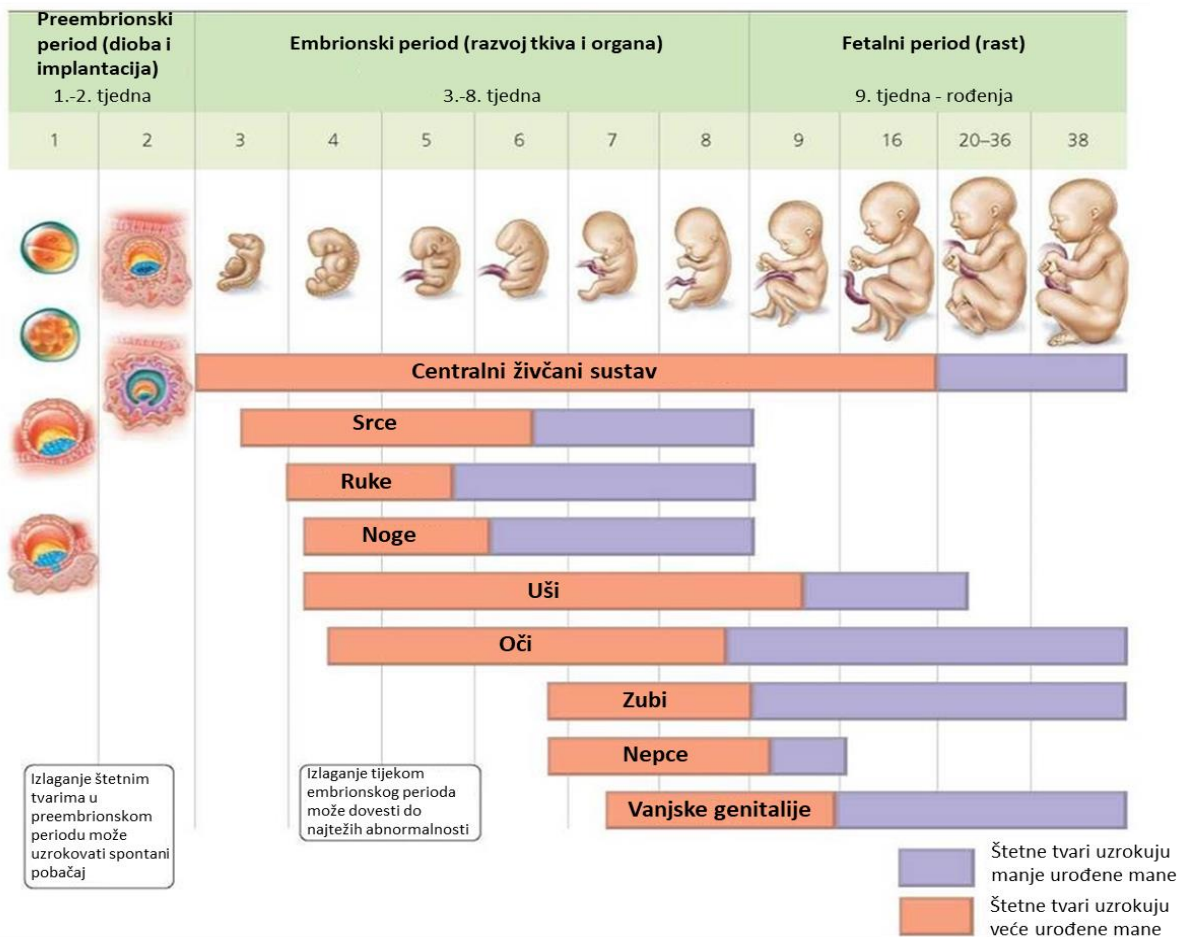 Preembrionski
period (dioba i
implantacija)
1.-2. tjedna
Embrionski period (razvoj tkiva i organa)
3.-8. tjedna
Fetalni period (rast)
9. tjedna - rođenja
1 2 3 4 5 6 7 8 9 16 20–36 38
Centralni živčani sustav
Srce
Ruke
Noge
Uši
Oči
Zubi
Nepce
Vanjske genitalije
Izlaganje štetnim
tvarima u
preembrionskom
periodu može
uzrokovati spontani
pobačaj
Izlaganje tijekom
embrionskog perioda
može dovesti do
najtežih abnormalnosti
Štetne tvari uzrokuju
manje urođene mane
Štetne tvari uzrokuju
veće urođene mane